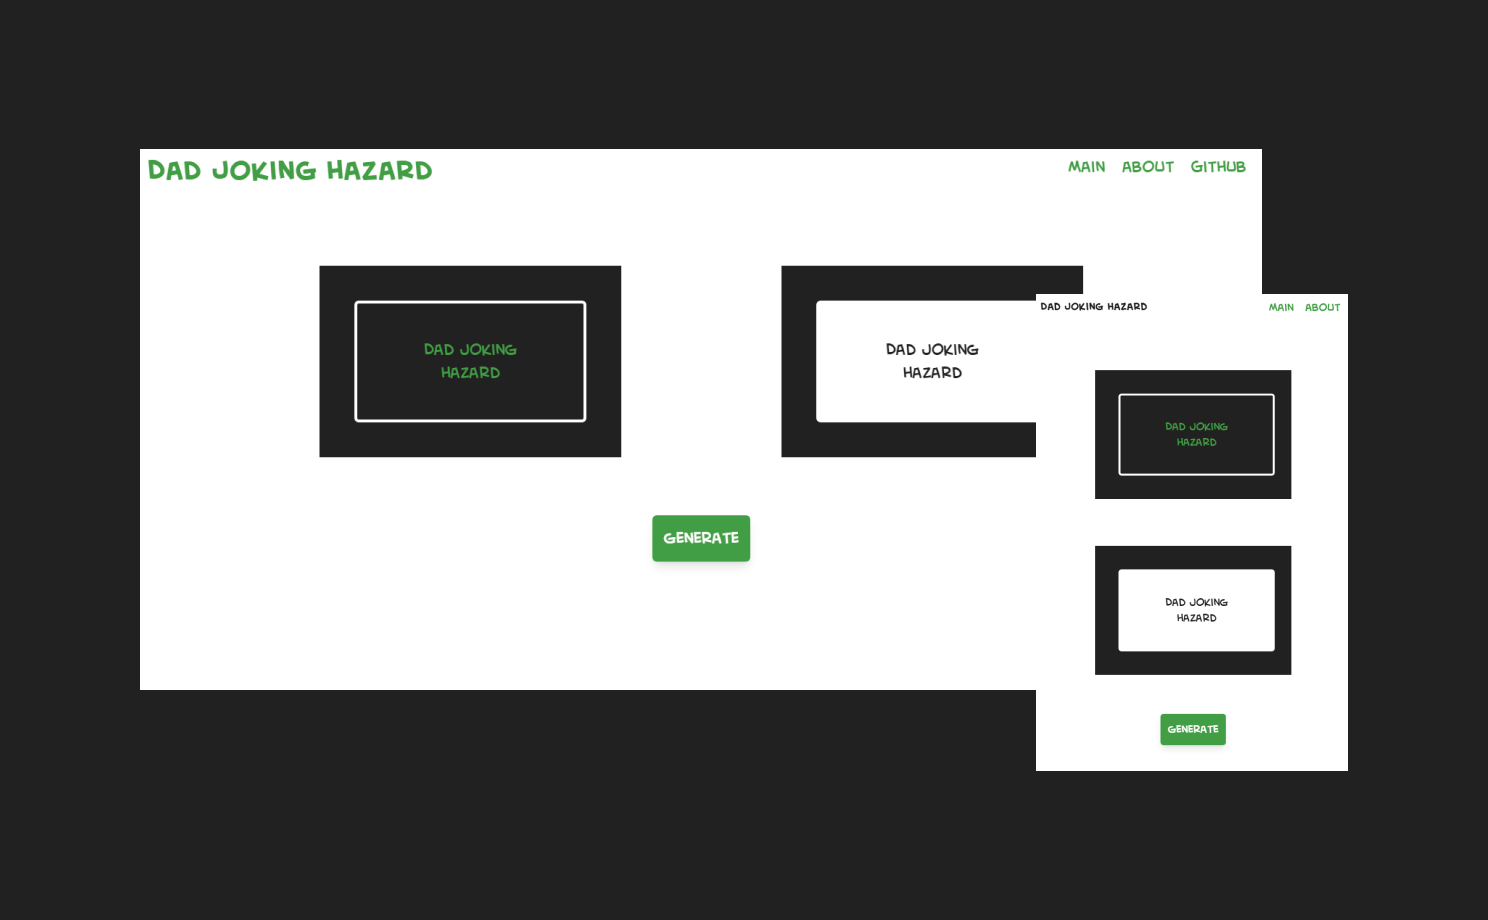 DAD JOKING HAZARD
MAIN ABOUT GITHUB
DAD JOKING
HAZARD
DAD JOKING
HAZARD
GENERATE
DAD JOKING HAZARD
MAIN ABOUT
DAD JOKING
HAZARD
DAD JOKING
HAZARD
GENERATE